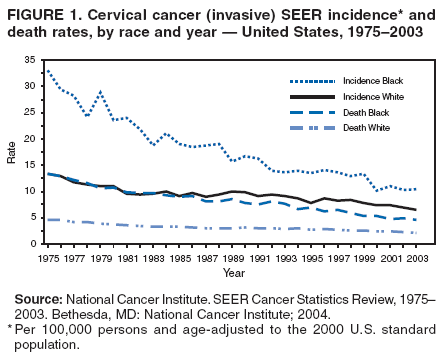 FIGURE 1. Cervical cancer (invasive) SEER incidence* and
death rates, by race and year — United States, 1975–2003
35
30
25
20
15
10
5
0
Rate
Incidence Black
Incidence White
Death Black
Death White
1975 1977 1979 1981 1983 1985 1987 1989 1991 1993 1995 1997 1999 2001 2003
Year
Source: National Cancer Institute. SEER Cancer Statistics Review, 1975–
2003. Bethesda, MD: National Cancer Institute; 2004.
*Per 100,000 persons and age-adjusted to the 2000 U.S. standard
population.